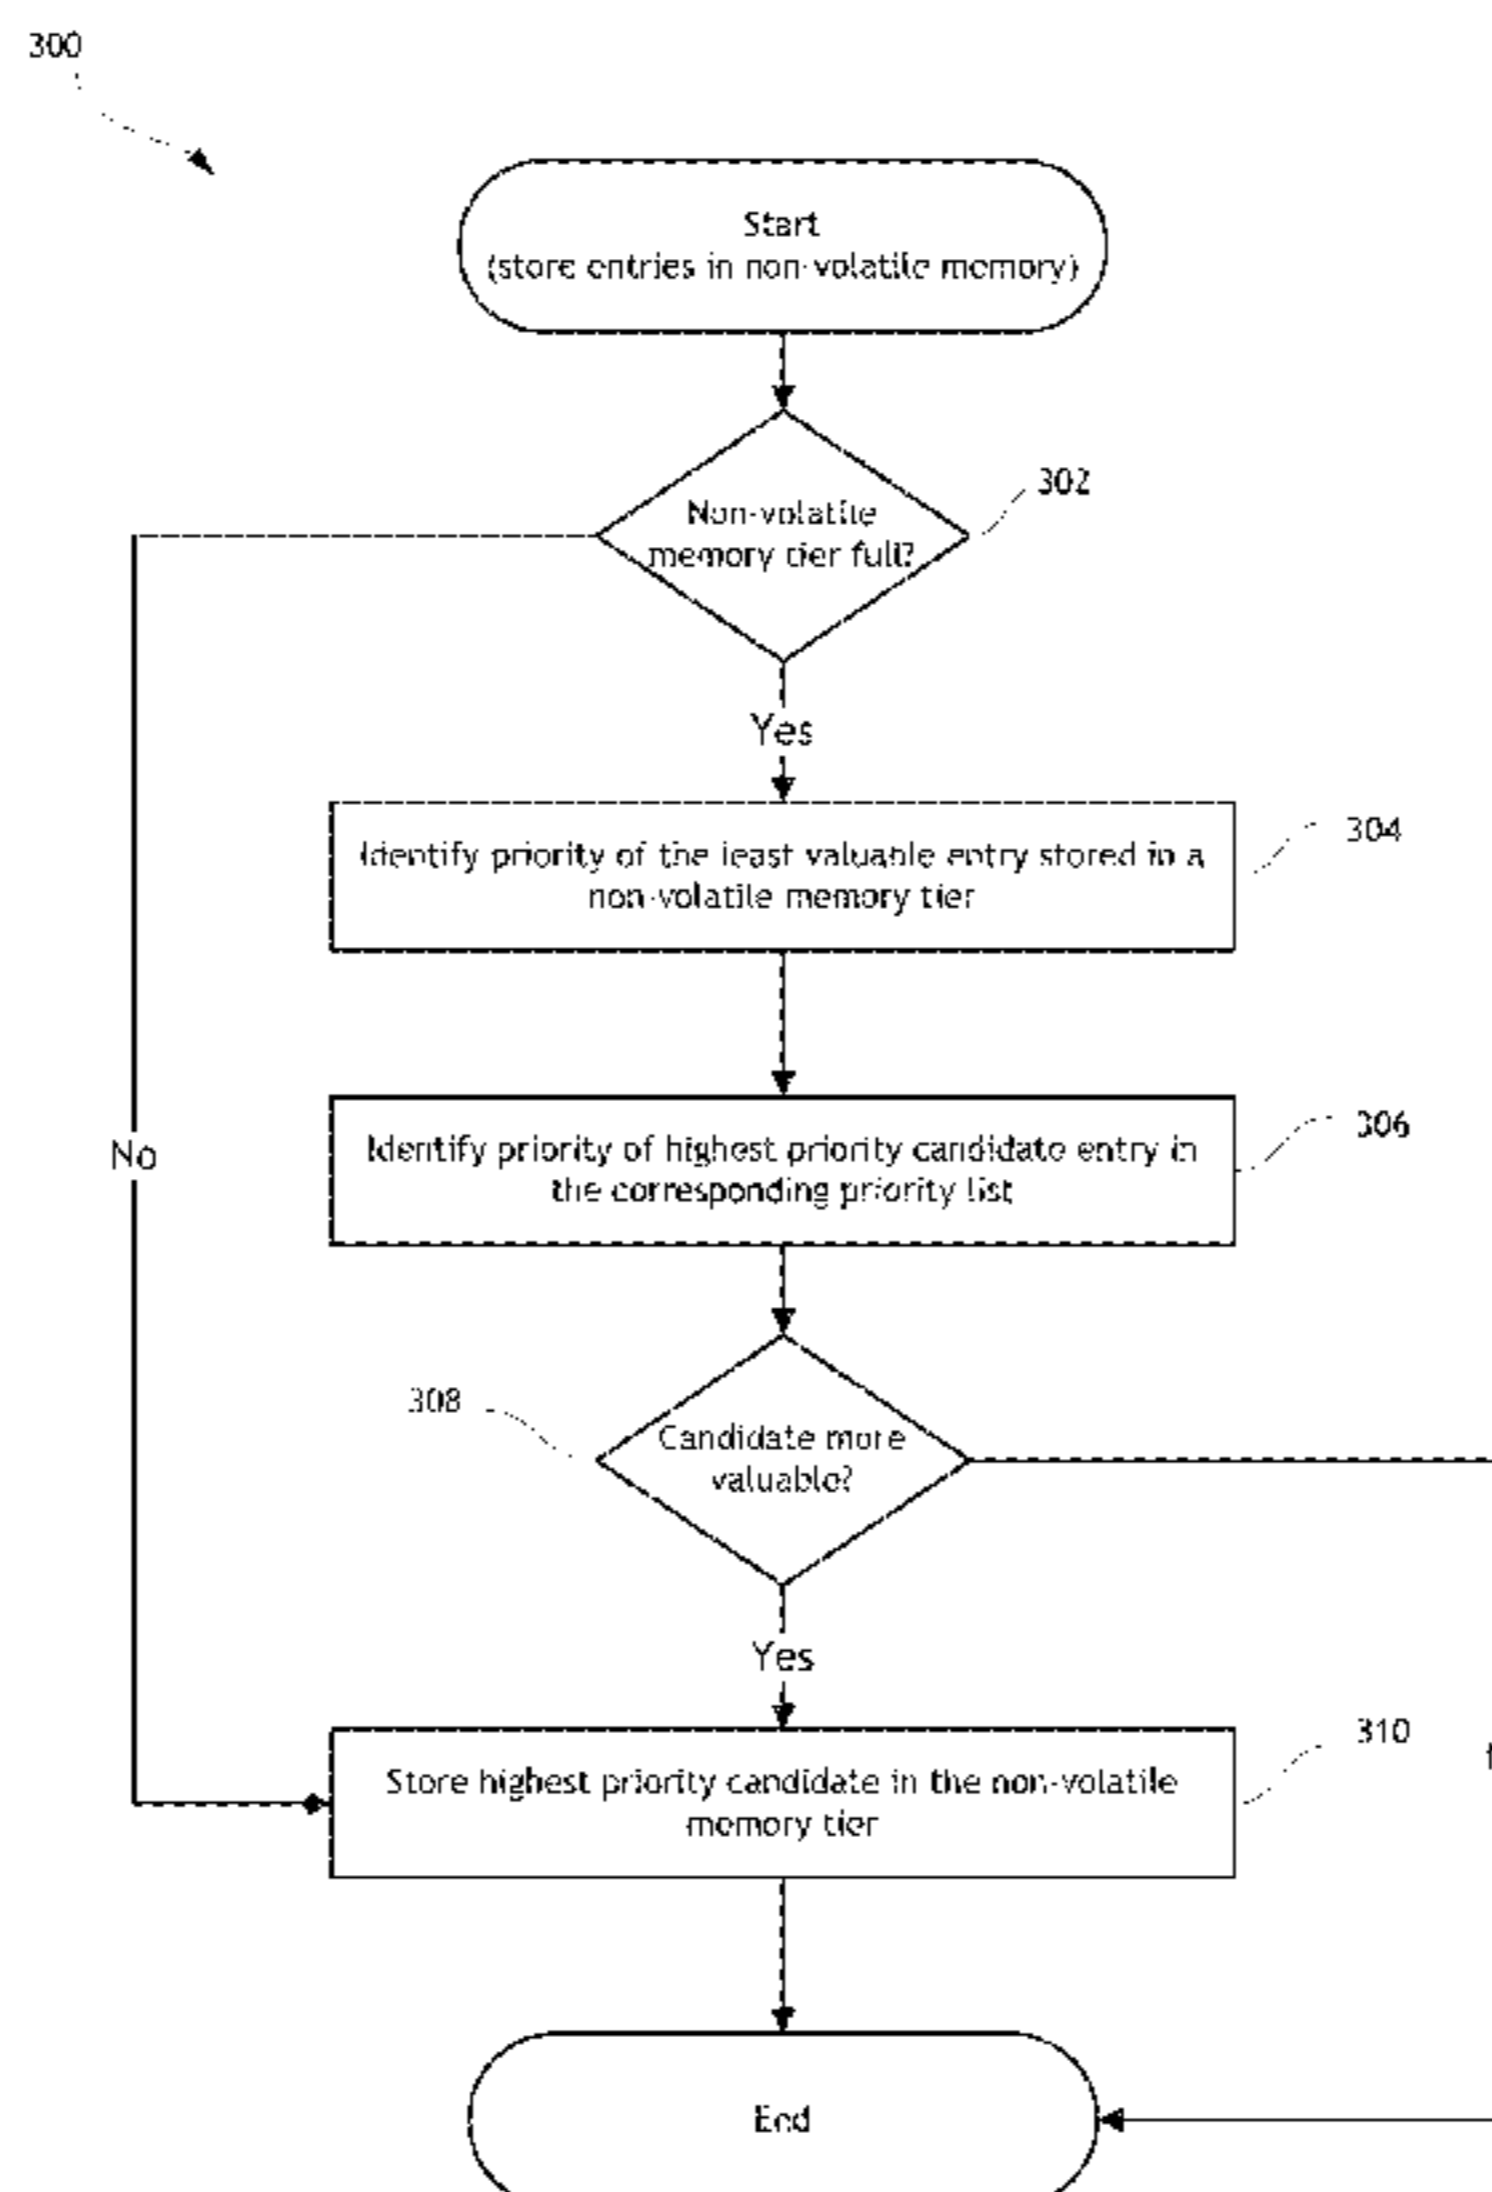 300
Start
(store entries in non-volatile memory)
302
Non-volatile
memory tier full?
Yes
304
Identify priority of the least valuable entry stored in a
non-volatile memory tier
306
Identify priority of highest priority candidate entry in
the corresponding priority list
No
308
Candidate more
valuable?
Yes
310
Store highest priority candidate in the non-volatile
memory tier
End